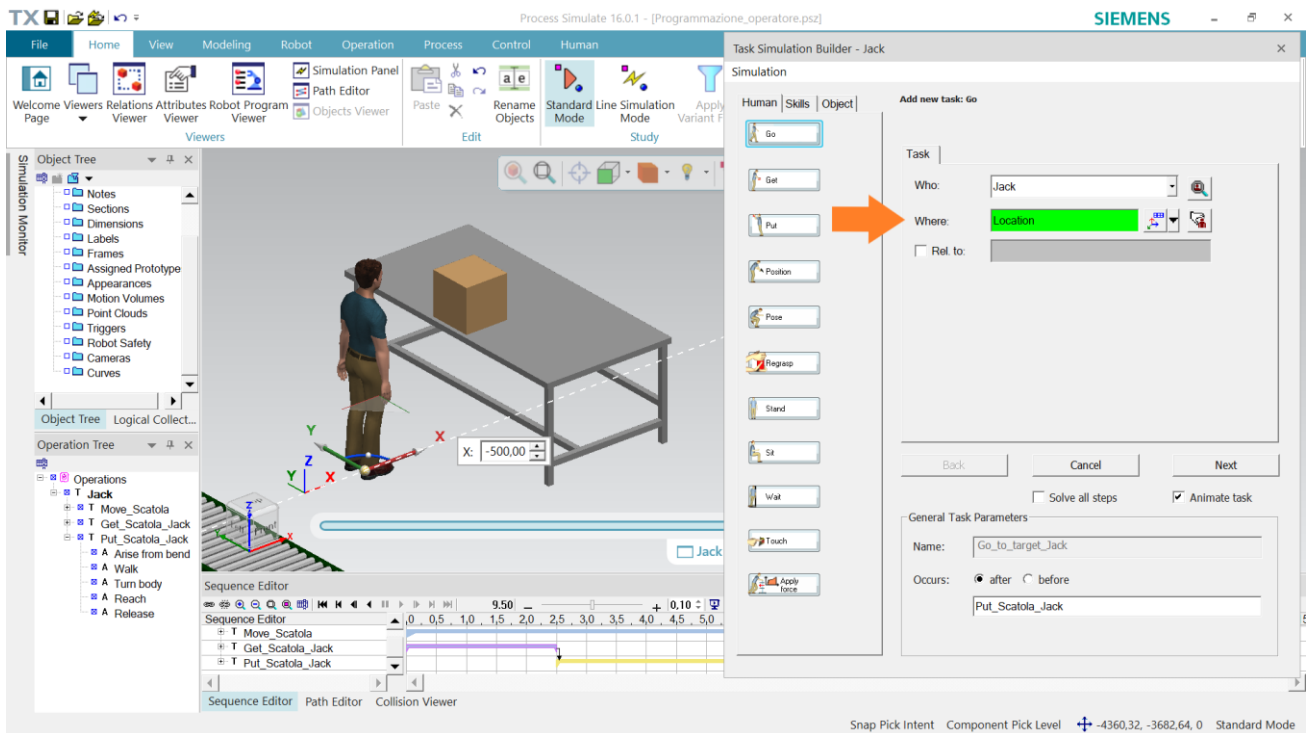 TX
Process Simulate 16.0.1 - [Programmazione_operatore.psz]
SIEMENS
File Home View Modeling Robot Operation Process Control Human
Welcome Page
Viewers
Relations Viewer
Attributes Viewer
Robot Program Viewer
Simulation Panel
Path Editor
Objects Viewer
Viewers
Paste
Rename Objects
Edit
Standard Mode
Line Simulation Mode
Apply
Variant F
Study
Simulation Monitor
Object Tree
Notes
Sections
Dimensions
Labels
Frames
Assigned Prototype
Appearances
Motion Volumes
Point Clouds
Triggers
Robot Safety
Cameras
Curves
Object Tree Logical Collect...
Operation Tree
Operations
Jack
Move_Scatola
Get_Scatola_Jack
Put_Scatola_Jack
Arise from bend
Walk
Turn body
Reach
Release
Y
X
Z
Y
X
X: -500,00
Z
Front
X
Jack
Sequence Editor
9.50
0,10
Sequence Editor
,0 0,5 1,0 1,5 2,0 2,5 3,0 3,5 4,0 4,5 5,0
Move_Scatola
Get_Scatola_Jack
Put_Scatola_Jack
Sequence Editor Path Editor Collision Viewer
Task Simulation Builder - Jack
Simulation
Human Skills Object
Go
Get
Put
Position
Pose
Regrasp
Stand
Sit
Wait
Touch
Apply force
Add new task: Go
Task
Who: Jack
Where: Location
Rel. to:
Back Cancel Next
Solve all steps Animate task
General Task Parameters
Name: Go_to_target_Jack
Occurs: after before
Put_Scatola_Jack
Snap Pick Intent Component Pick Level -4360,32, -3682,64, 0 Standard Mode